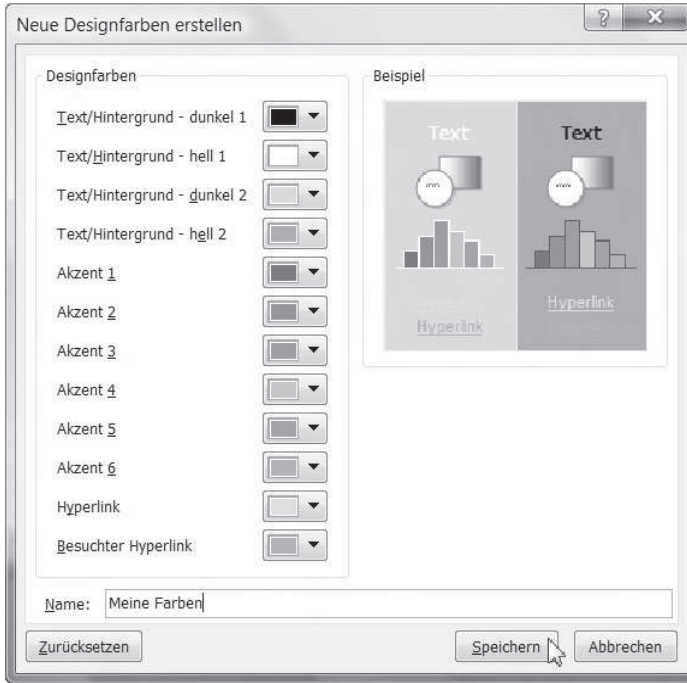 Neue Designfarben erstellen
Designfarben
Text/Hintergrund - dunkel 1
Text/Hintergrund - hell 1
Text/Hintergrund - dunkel 2
Text/Hintergrund - hell 2
Akzent 1
Akzent 2
Akzent 3
Akzent 4
Akzent 5
Akzent 6
Hyperlink
Besuchter Hyperlink
Beispiel
Text Text
Hyperlink
Hyperlink
Name: Meine Farben
Zurücksetzen Speichern Abbrechen